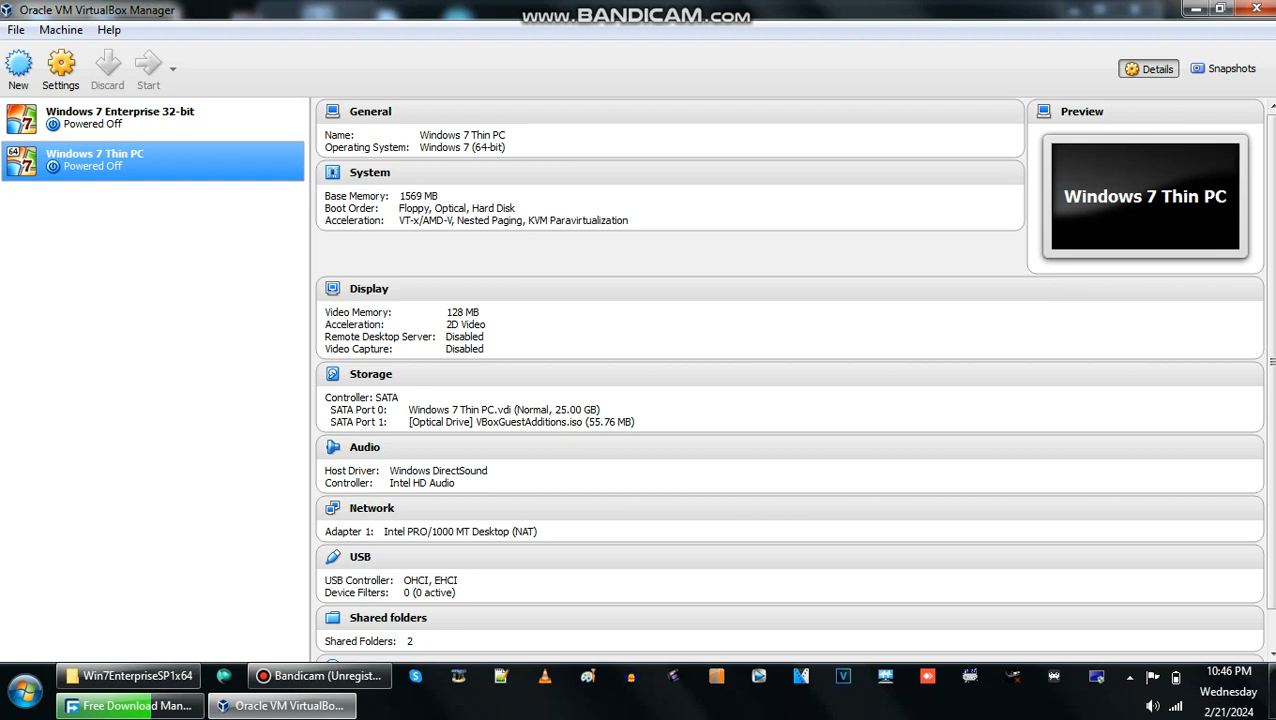 Oracle VM VirtualBox Manager
www.BANDICAM.com
File Machine Help
New Settings Discard Start
Details Snapshots
Windows 7 Enterprise 32-bit
Powered Off
64
Windows 7 Thin PC
Powered Off
General
Name: Windows 7 Thin PC
Operating System: Windows 7 (64-bit)
System
Base Memory: 1569 MB
Boot Order: Floppy, Optical, Hard Disk
Acceleration: VT-x/AMD-V, Nested Paging, KVM Paravirtualization
Preview
Windows 7 Thin PC
Display
Video Memory: 128 MB
Acceleration: 2D Video
Remote Desktop Server: Disabled
Video Capture: Disabled
Storage
Controller: SATA
SATA Port 0: Windows 7 Thin PC.vdi (Normal, 25.00 GB)
SATA Port 1: [Optical Drive] VBoxGuestAdditions.iso (55.76 MB)
Audio
Host Driver: Windows DirectSound
Controller: Intel HD Audio
Network
Adapter 1: Intel PRO/1000 MT Desktop (NAT)
USB
USB Controller: OHCI, EHCI
Device Filters: 0 (0 active)
Shared folders
Shared Folders: 2
Win7EnterpriseSP1x64
Bandicam (Unregist...
Free Download Man...
Oracle VM VirtualBo...
10:46 PM
Wednesday
2/21/2024